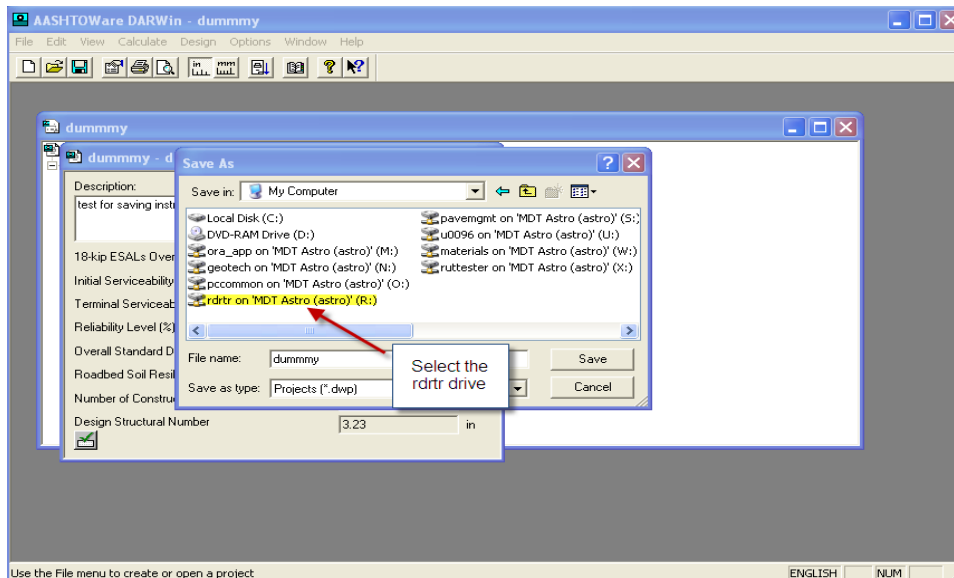 AASHTOWare DARWin - dummmy
File Edit View Calculate Design Options Window Help
in mm
dummmy
dummmy - d
Description:
test for saving inst
18-kip ESALs Over
Initial Serviceability
Terminal Serviceab
Reliability Level (%)
Overall Standard D
Roadbed Soil Resil
Number of Constru
Design Structural Number 3.23 in
Save As
Save in: My Computer
Local Disk (C:)
DVD-RAM Drive (D:)
ora_app on 'MDT Astro (astro)' (M:)
geotech on 'MDT Astro (astro)' (N:)
pccommon on 'MDT Astro (astro)' (O:)
rdrtr on 'MDT Astro (astro)' (R:)
pavemgmt on 'MDT Astro (astro)' (S:)
u0096 on 'MDT Astro (astro)' (U:)
materials on 'MDT Astro (astro)' (W:)
ruttester on 'MDT Astro (astro)' (X:)
File name: dummmy Save
Save as type: Projects (*.dwp) Cancel
Select the
rdrtr drive
Use the File menu to create or open a project ENGLISH NUM